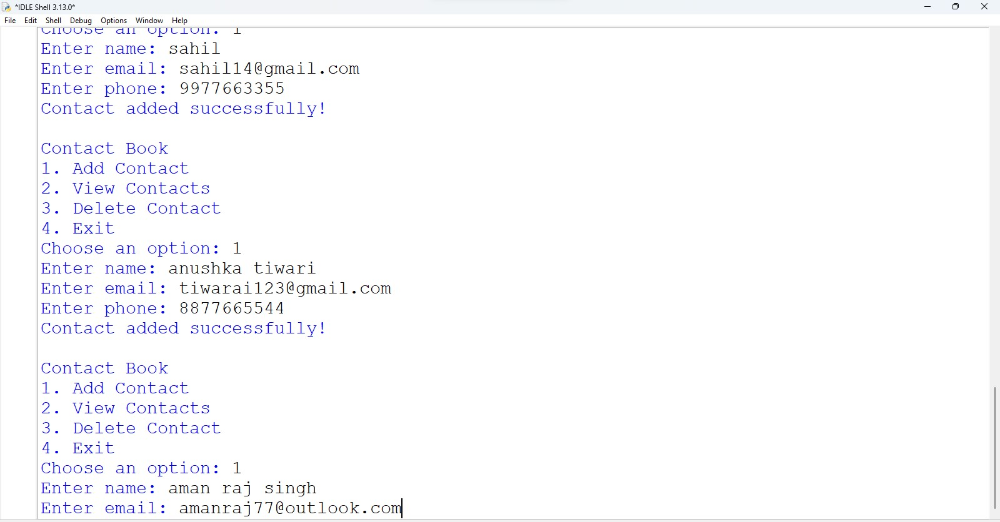 *IDLE Shell 3.13.0*
File Edit Shell Debug Options Window Help
Choose an option: 1
Enter name: sahil
Enter email: sahil14@gmail.com
Enter phone: 9977663355
Contact added successfully!
Contact Book
1. Add Contact
2. View Contacts
3. Delete Contact
4. Exit
Choose an option: 1
Enter name: anushka tiwari
Enter email: tiwarai123@gmail.com
Enter phone: 8877665544
Contact added successfully!
Contact Book
1. Add Contact
2. View Contacts
3. Delete Contact
4. Exit
Choose an option: 1
Enter name: aman raj singh
Enter email: amanraj77@outlook.com